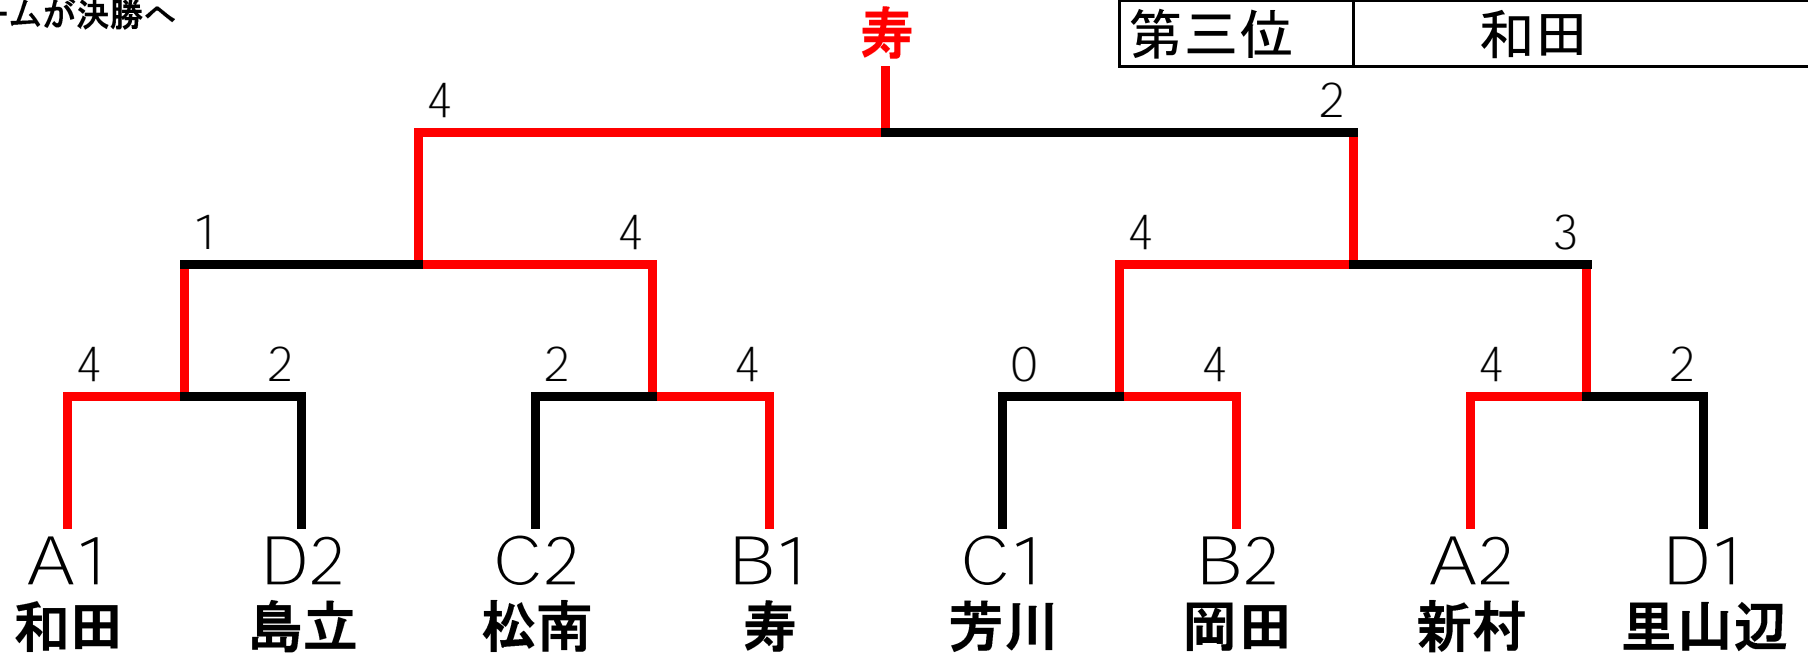 ームが決勝へ
寿 第三位 和田
4 2
1 4 4 3
4 2 2 4 0 4 4 2
A1 D2 C2 B1 C1 B2 A2 D1
和田 島立 松南 寿 芳川 岡田 新村 里山辺